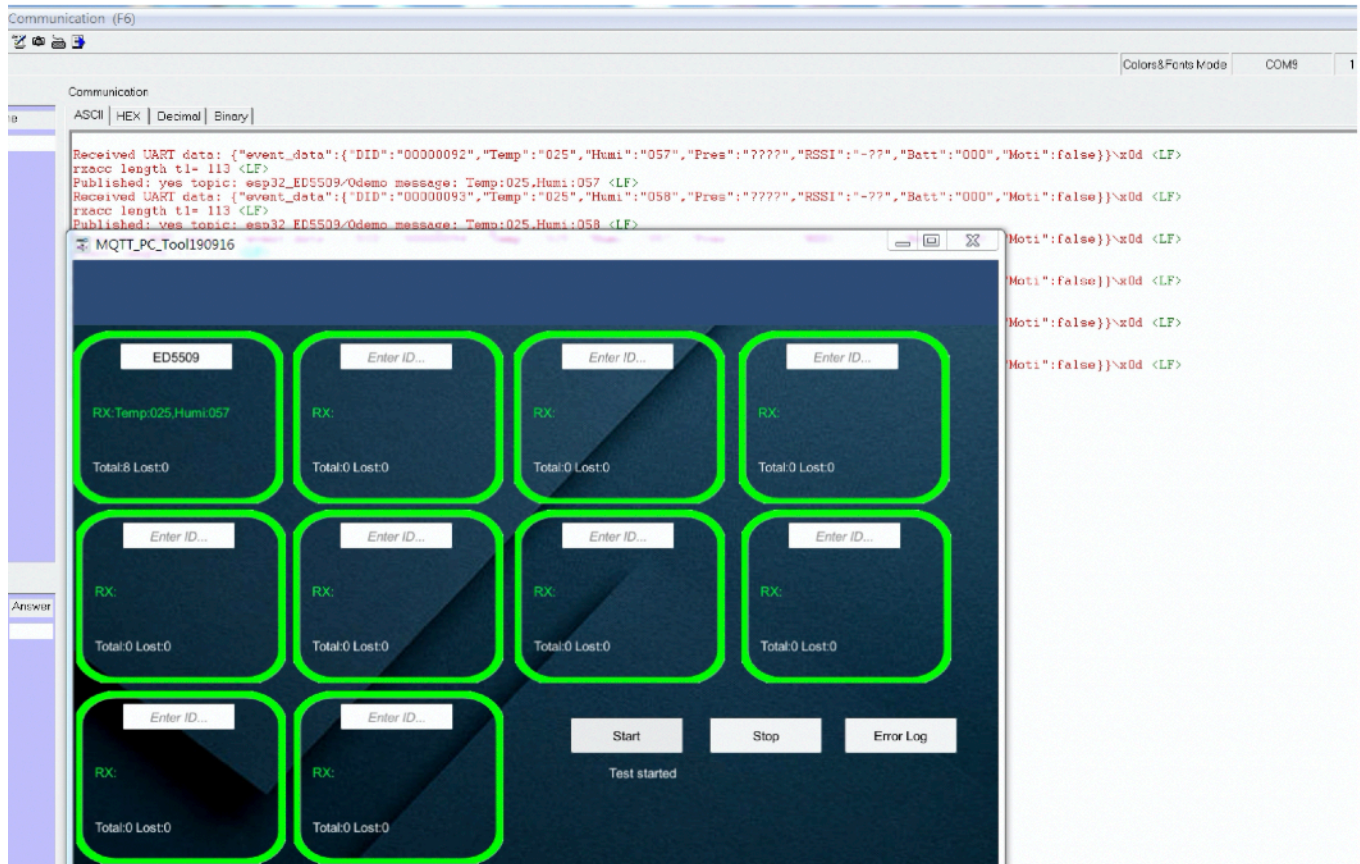 Communication (F6)
Colors&Fonts Mode COM9 1
Communication
ASCII HEX Decimal Binary
Received UART data: {"event_data":{"DID":"00000092","Temp":"025","Humi":"057","Pres":"????","RSSI":"-??","Batt":"000","Moti":false}}\x0d <LF>
rxacc length tl= 113 <LF>
Published: yes topic: esp32_ED5509/0demo message: Temp:025,Humi:057 <LF>
Received UART data: {"event_data":{"DID":"00000093","Temp":"025","Humi":"058","Pres":"????","RSSI":"-??","Batt":"000","Moti":false}}\x0d <LF>
rxacc length tl= 113 <LF>
Published: yes topic: esp32_ED5509/0demo message: Temp:025,Humi:058 <LF>
MQTT_PC_Tool190916
"Moti":false}}\x0d <LF>
"Moti":false}}\x0d <LF>
"Moti":false}}\x0d <LF>
"Moti":false}}\x0d <LF>
ED5509 Enter ID... Enter ID... Enter ID...
RX:Temp:025,Humi:057 RX: RX: RX:
Total:8 Lost:0 Total:0 Lost:0 Total:0 Lost:0 Total:0 Lost:0
Enter ID... Enter ID... Enter ID... Enter ID...
Answer
RX: RX: RX: RX:
Total:0 Lost:0 Total:0 Lost:0 Total:0 Lost:0 Total:0 Lost:0
Enter ID... Enter ID...
Start Stop Error Log
RX: RX: Test started
Total:0 Lost:0 Total:0 Lost:0